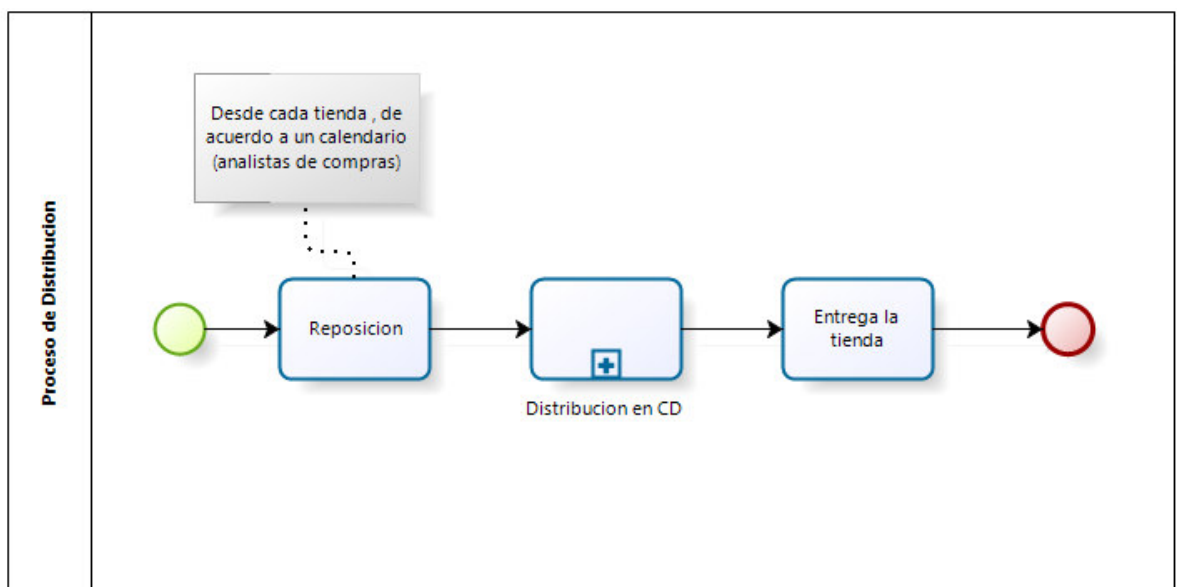 Proceso de Distribucion
Desde cada tienda , de
acuerdo a un calendario
(analistas de compras)
Reposicion
Distribucion en CD
Entrega la
tienda